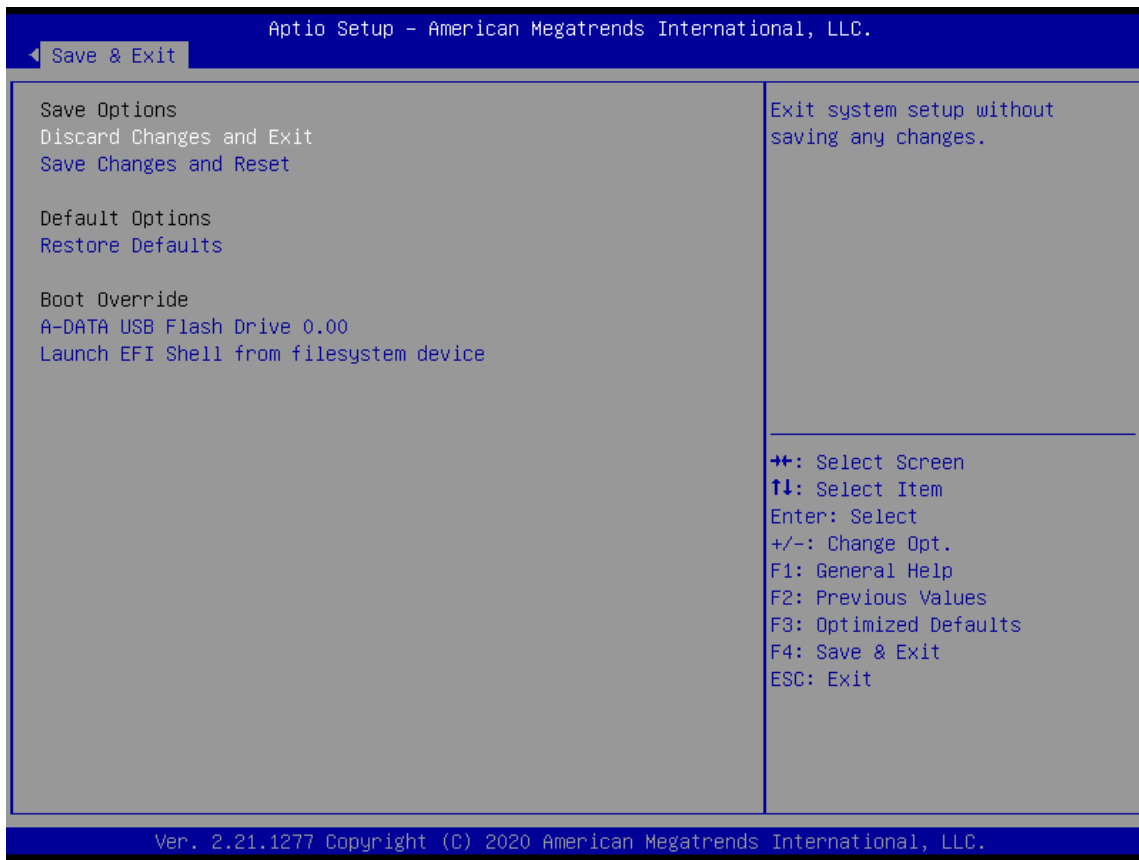 Aptio Setup – American Megatrends International, LLC.
Save & Exit
Save Options
Discard Changes and Exit
Save Changes and Reset
Default Options
Restore Defaults
Boot Override
A-DATA USB Flash Drive 0.00
Launch EFI Shell from filesystem device
Exit system setup without
saving any changes.
→←: Select Screen
↑↓: Select Item
Enter: Select
+/-: Change Opt.
F1: General Help
F2: Previous Values
F3: Optimized Defaults
F4: Save & Exit
ESC: Exit
Ver. 2.21.1277 Copyright (C) 2020 American Megatrends International, LLC.